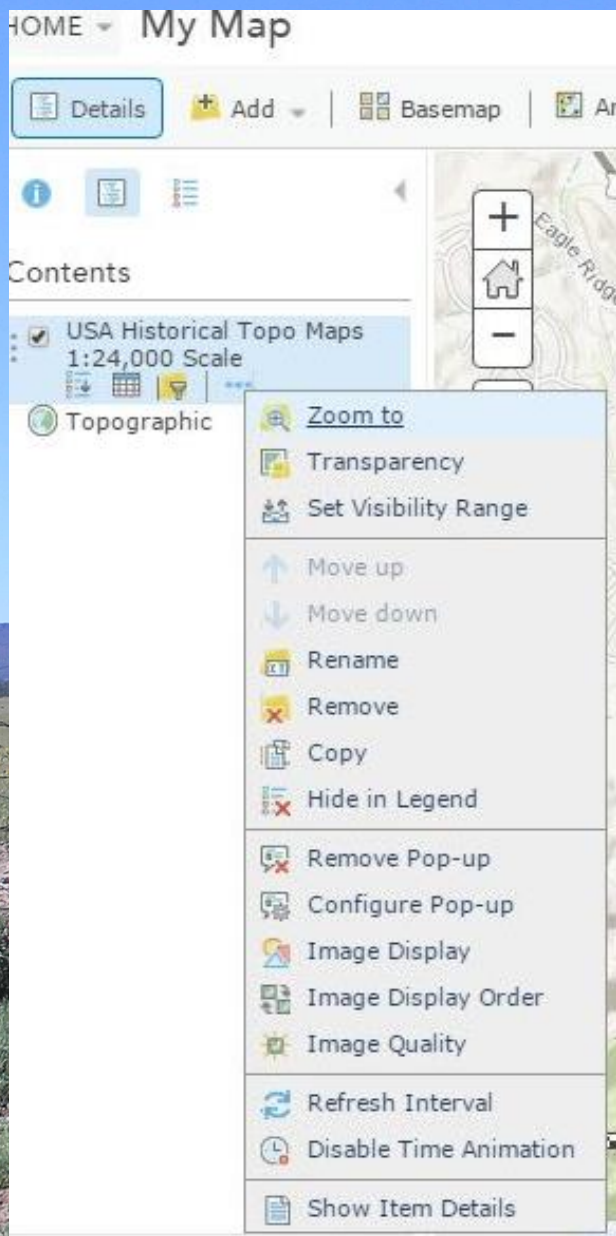 HOME My Map
Details Add Basemap An
Contents
USA Historical Topo Maps
1:24,000 Scale
Topographic
Eagle Ridge
Zoom to
Transparency
Set Visibility Range
Move up
Move down
Rename
Remove
Copy
Hide in Legend
Remove Pop-up
Configure Pop-up
Image Display
Image Display Order
Image Quality
Refresh Interval
Disable Time Animation
Show Item Details